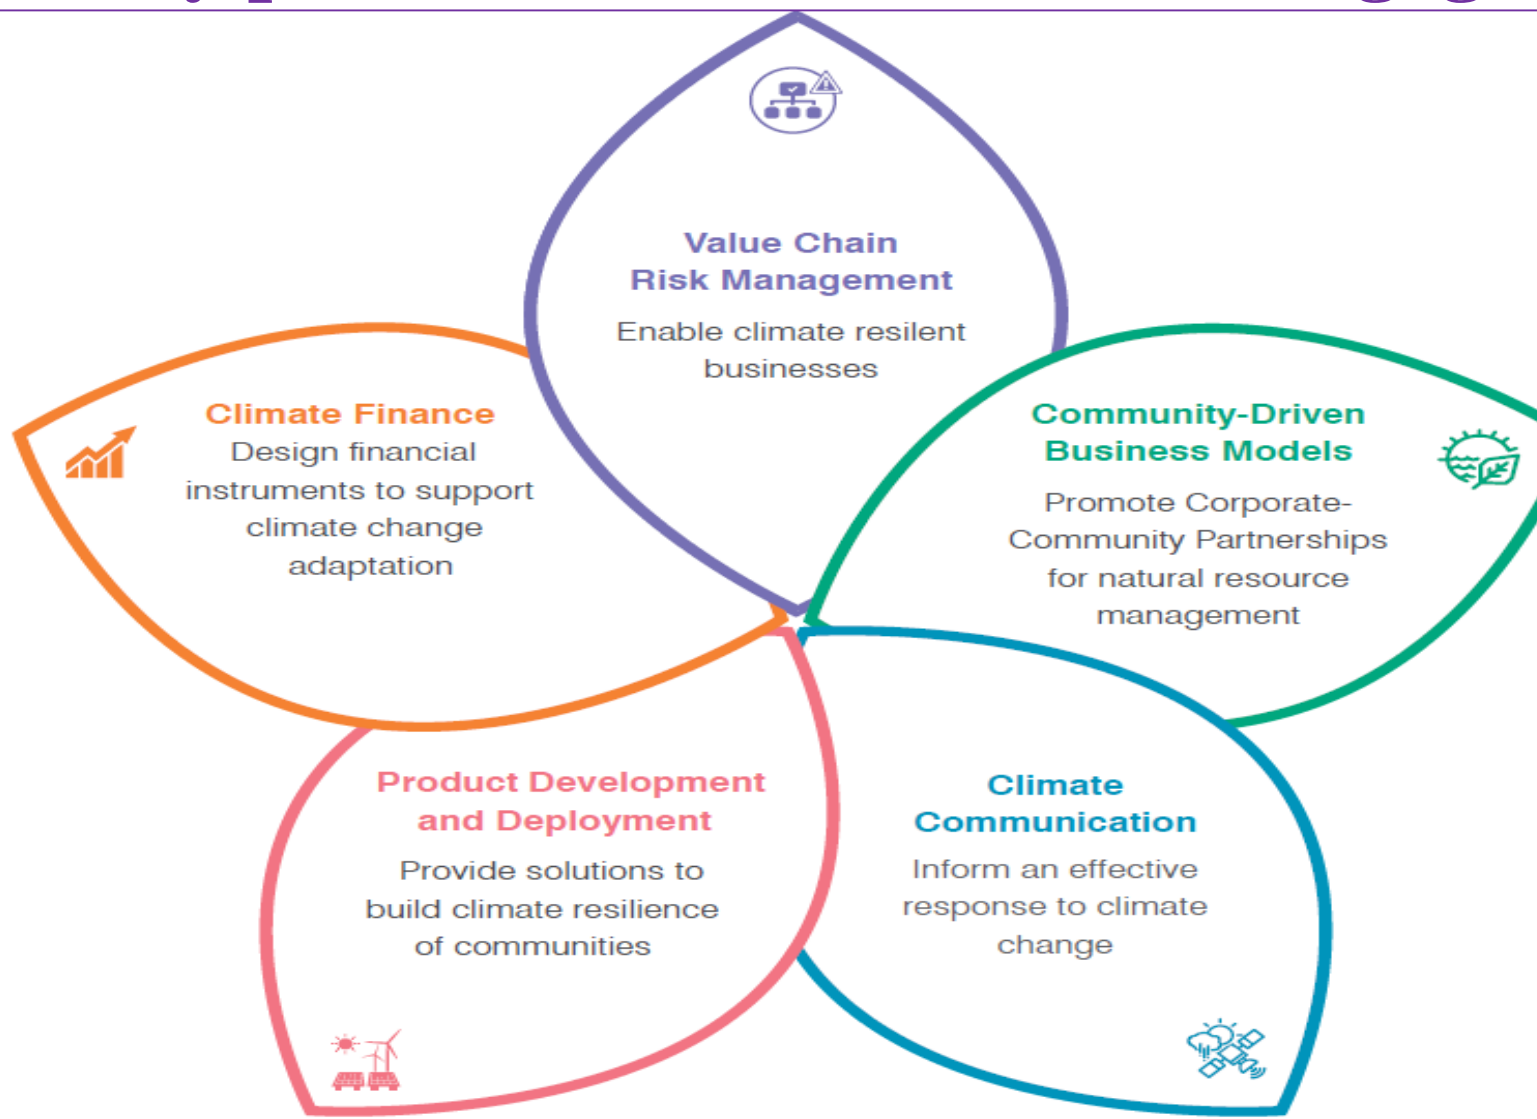 Value Chain
Risk Management
Enable climate resilent
businesses
Climate Finance
Design financial
instruments to support
climate change
adaptation
Community-Driven
Business Models
Promote Corporate-
Community Partnerships
for natural resource
management
Product Development
and Deployment
Provide solutions to
build climate resilience
of communities
Climate
Communication
Inform an effective
response to climate
change